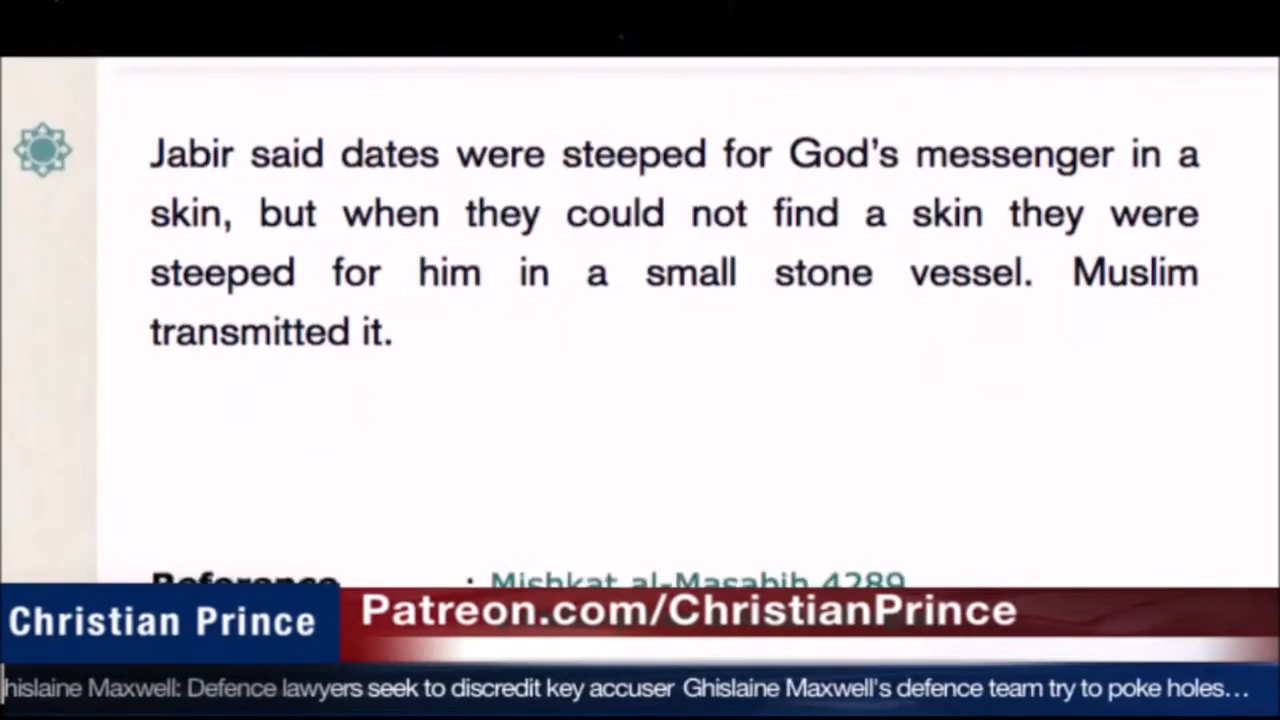 Jabir said dates were steeped for God's messenger in a
skin, but when they could not find a skin they were
steeped for him in a small stone vessel. Muslim
transmitted it.
Reference : Mishkat al-Masabih 4289
Christian Prince
Patreon.com/ChristianPrince
hislaine Maxwell: Defence lawyers seek to discredit key accuser Ghislaine Maxwell's defence team try to poke holes…